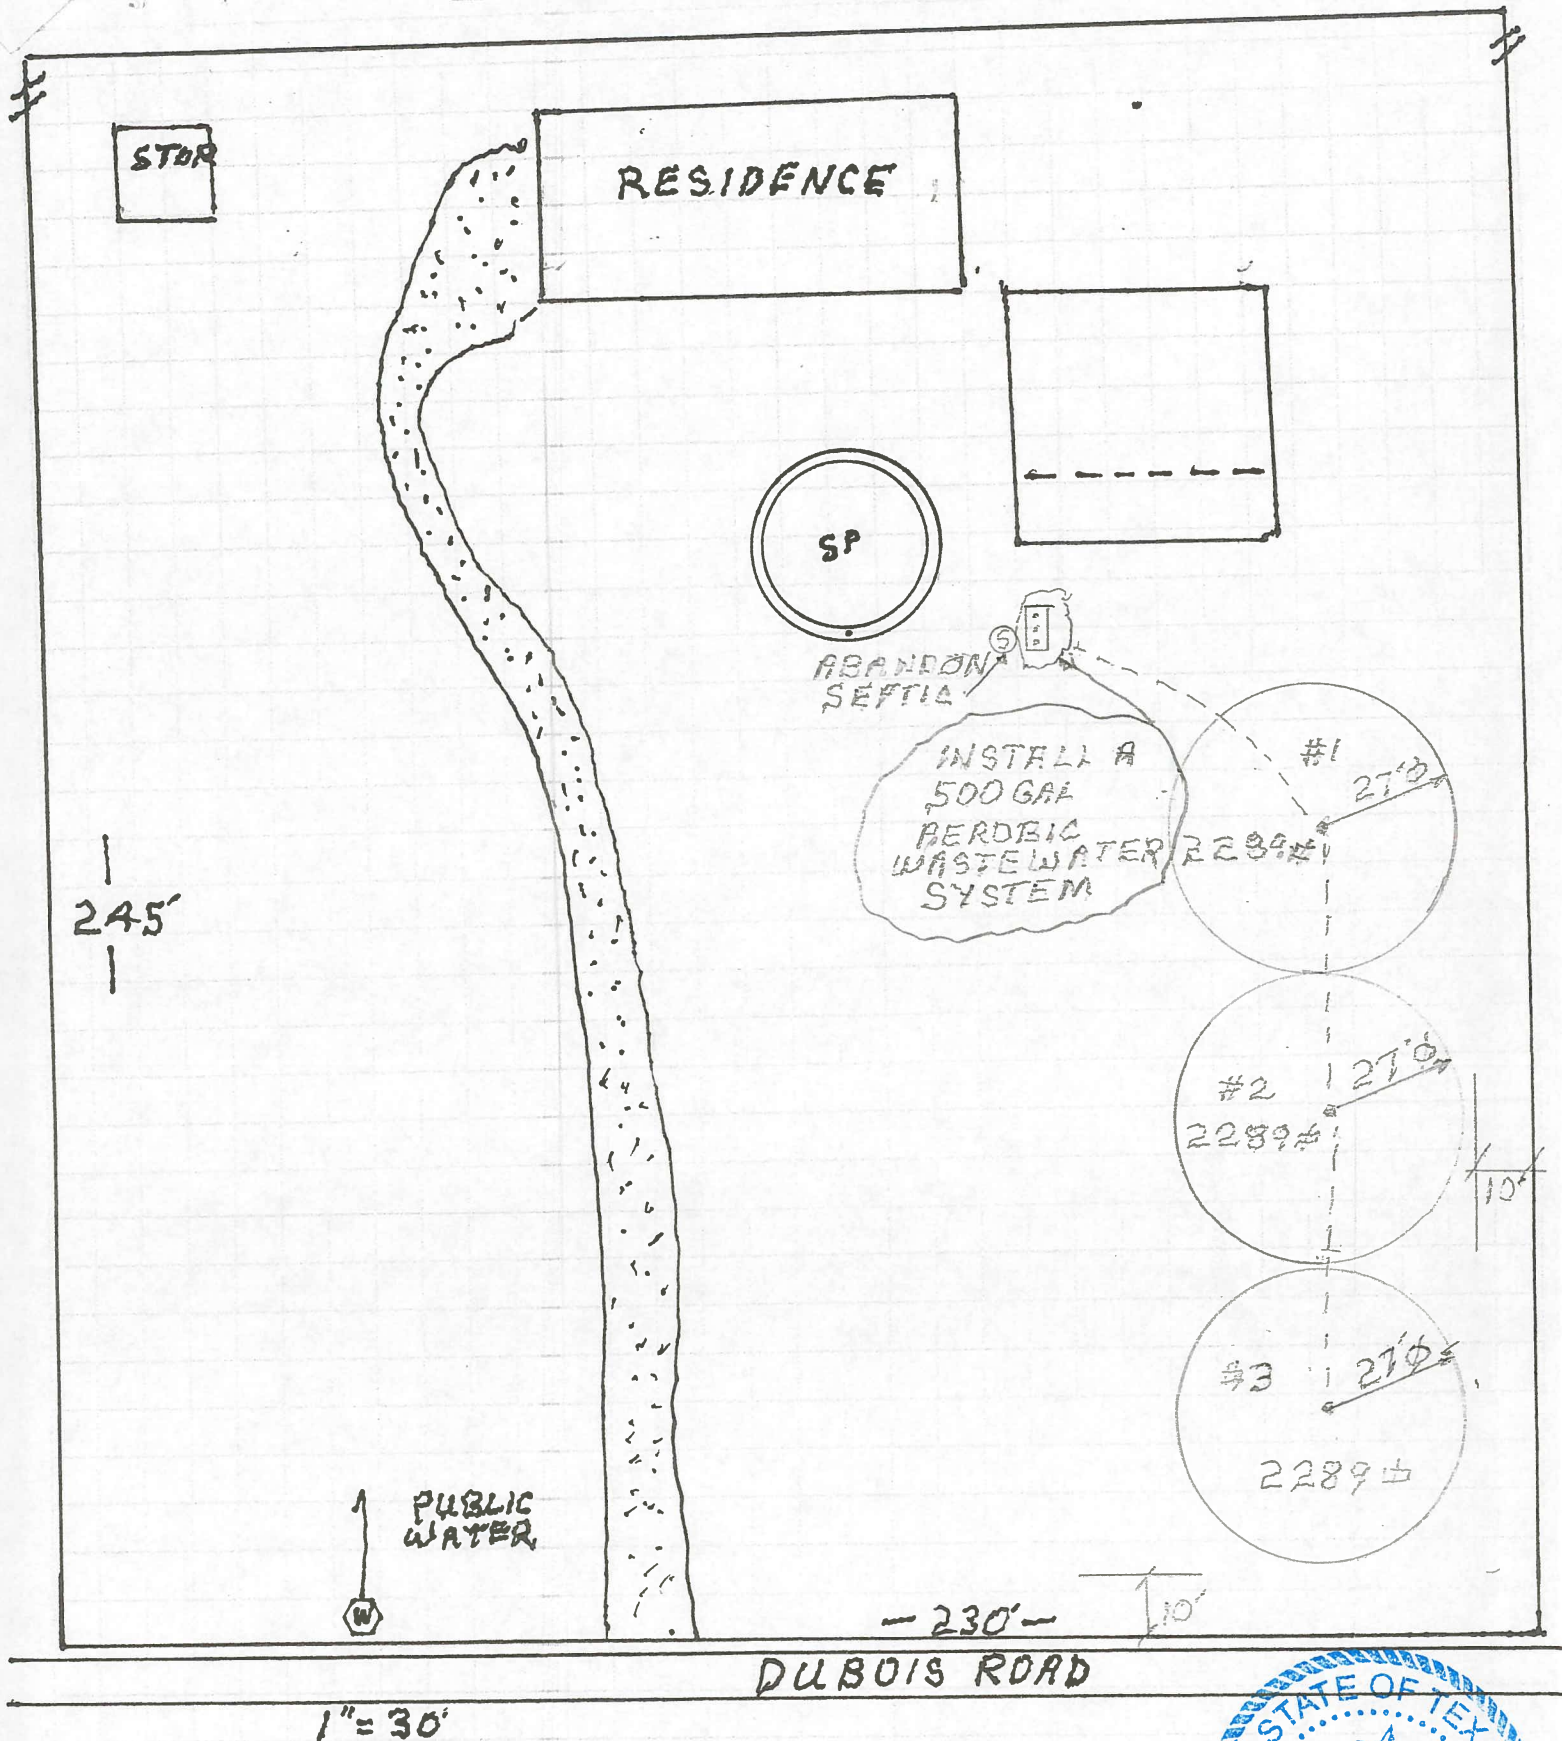 STOR
RESIDENCE
SP
S
ABANDON
SEPTIC
INSTALL A
500 GAL
AEROBIC
WASTEWATER
SYSTEM
#1
27'Ø
2289
#2
27'Ø
2289
10'
#3
27'Ø
2289
245'
PUBLIC
WATER
W
10'
- 230' -
DUBOIS ROAD
1" = 30'
STATE OF TEX